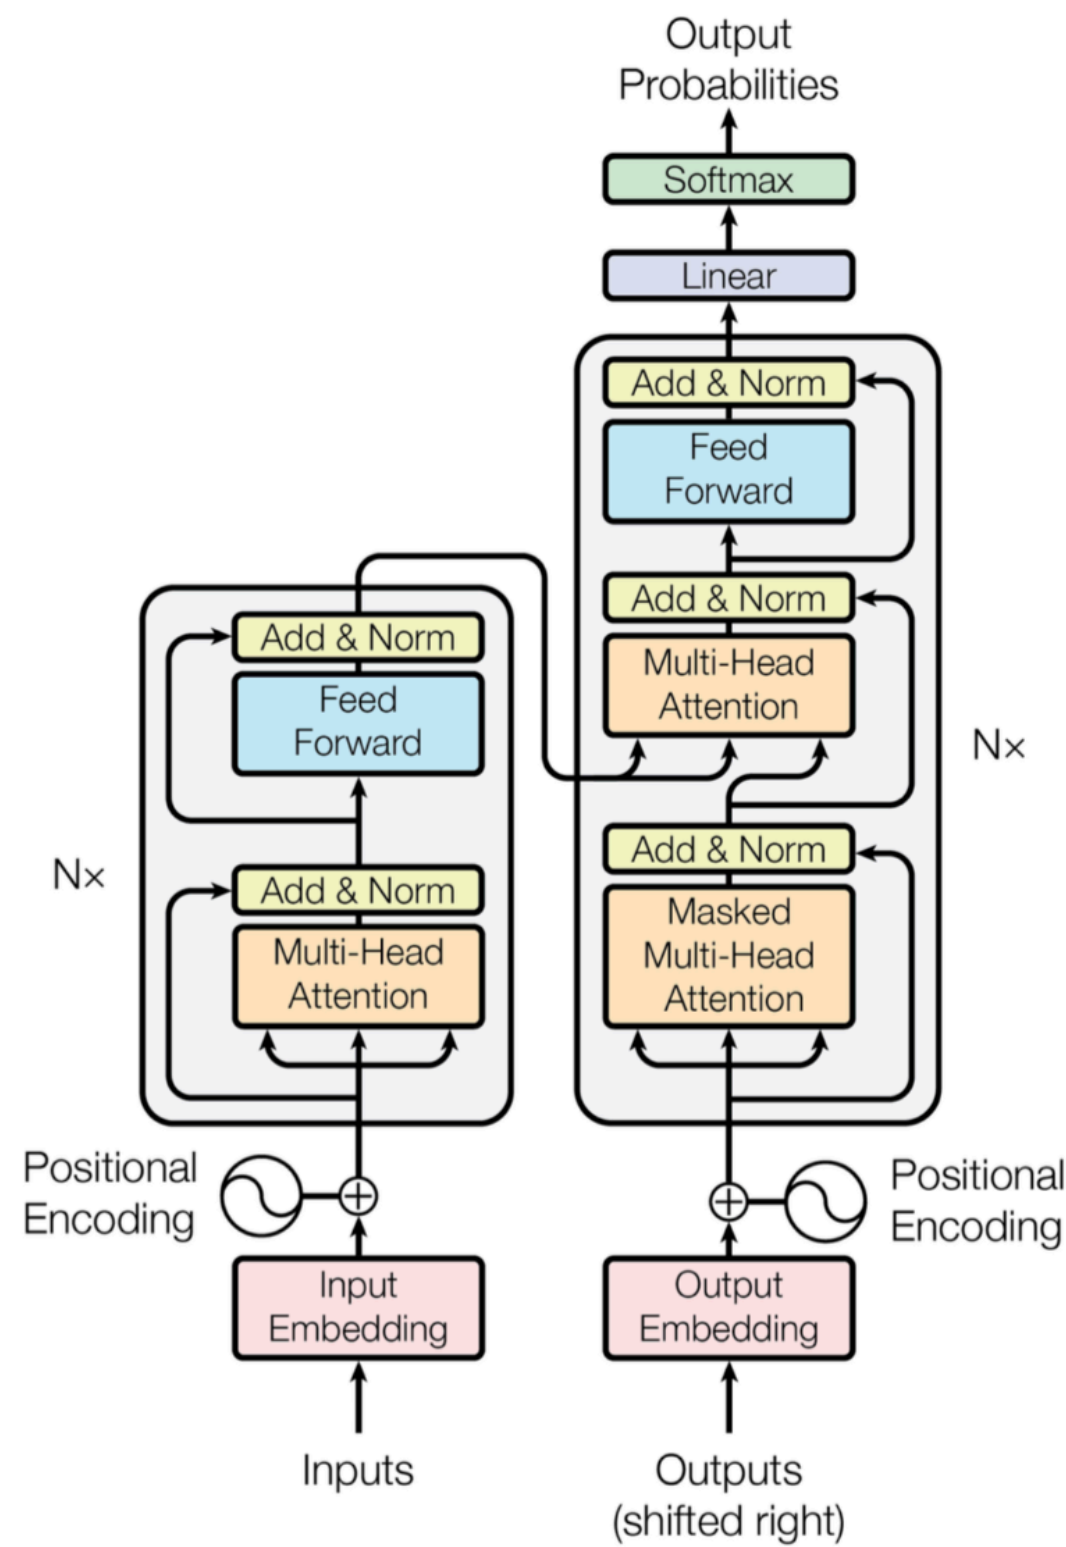 Output
Probabilities
Softmax
Linear
Add & Norm
Feed
Forward
Add & Norm
Multi-Head
Attention
Nx
Add & Norm
Masked
Multi-Head
Attention
Add & Norm
Feed
Forward
Nx
Add & Norm
Multi-Head
Attention
Positional
Encoding
Positional
Encoding
Input
Embedding
Output
Embedding
Inputs
Outputs
(shifted right)